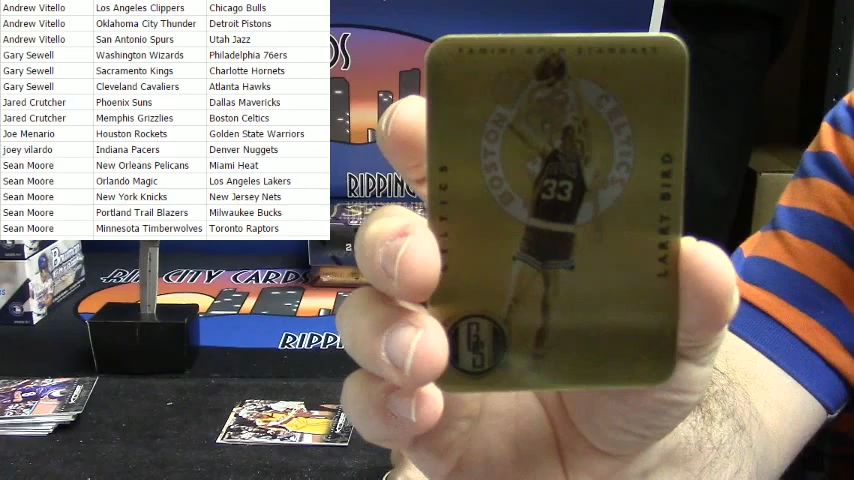 Andrew Vitello Los Angeles Clippers Chicago Bulls
Andrew Vitello Oklahoma City Thunder Detroit Pistons
Andrew Vitello San Antonio Spurs Utah Jazz
Gary Sewell Washington Wizards Philadelphia 76ers
Gary Sewell Sacramento Kings Charlotte Hornets
Gary Sewell Cleveland Cavaliers Atlanta Hawks
Jared Crutcher Phoenix Suns Dallas Mavericks
Jared Crutcher Memphis Grizzlies Boston Celtics
Joe Menario Houston Rockets Golden State Warriors
joey vilardo Indiana Pacers Denver Nuggets
Sean Moore New Orleans Pelicans Miami Heat
Sean Moore Orlando Magic Los Angeles Lakers
Sean Moore New York Knicks New Jersey Nets
Sean Moore Portland Trail Blazers Milwaukee Bucks
Sean Moore Minnesota Timberwolves Toronto Raptors
PANINI GOLD STANDARD
BOSTON CELTICS
33
CELTICS
LARRY BIRD
GS
DS
RIPPING
RIP CITY CARDS
RIPPI
Bowman